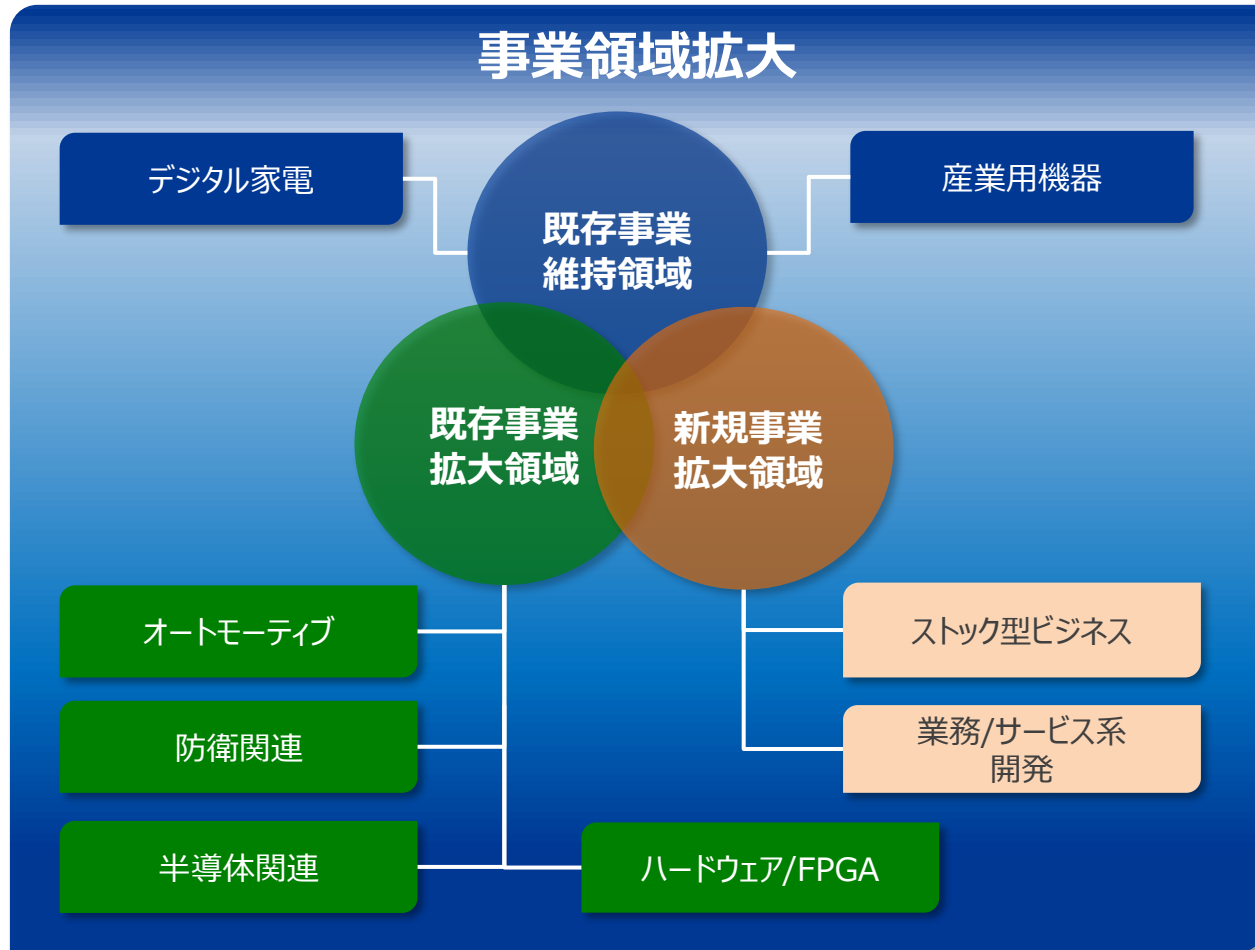 事業領域拡大
デジタル家電
産業用機器
既存事業
維持領域
既存事業
拡大領域
新規事業
拡大領域
オートモーティブ
ストック型ビジネス
防衛関連
業務/サービス系
開発
半導体関連
ハードウェア/FPGA